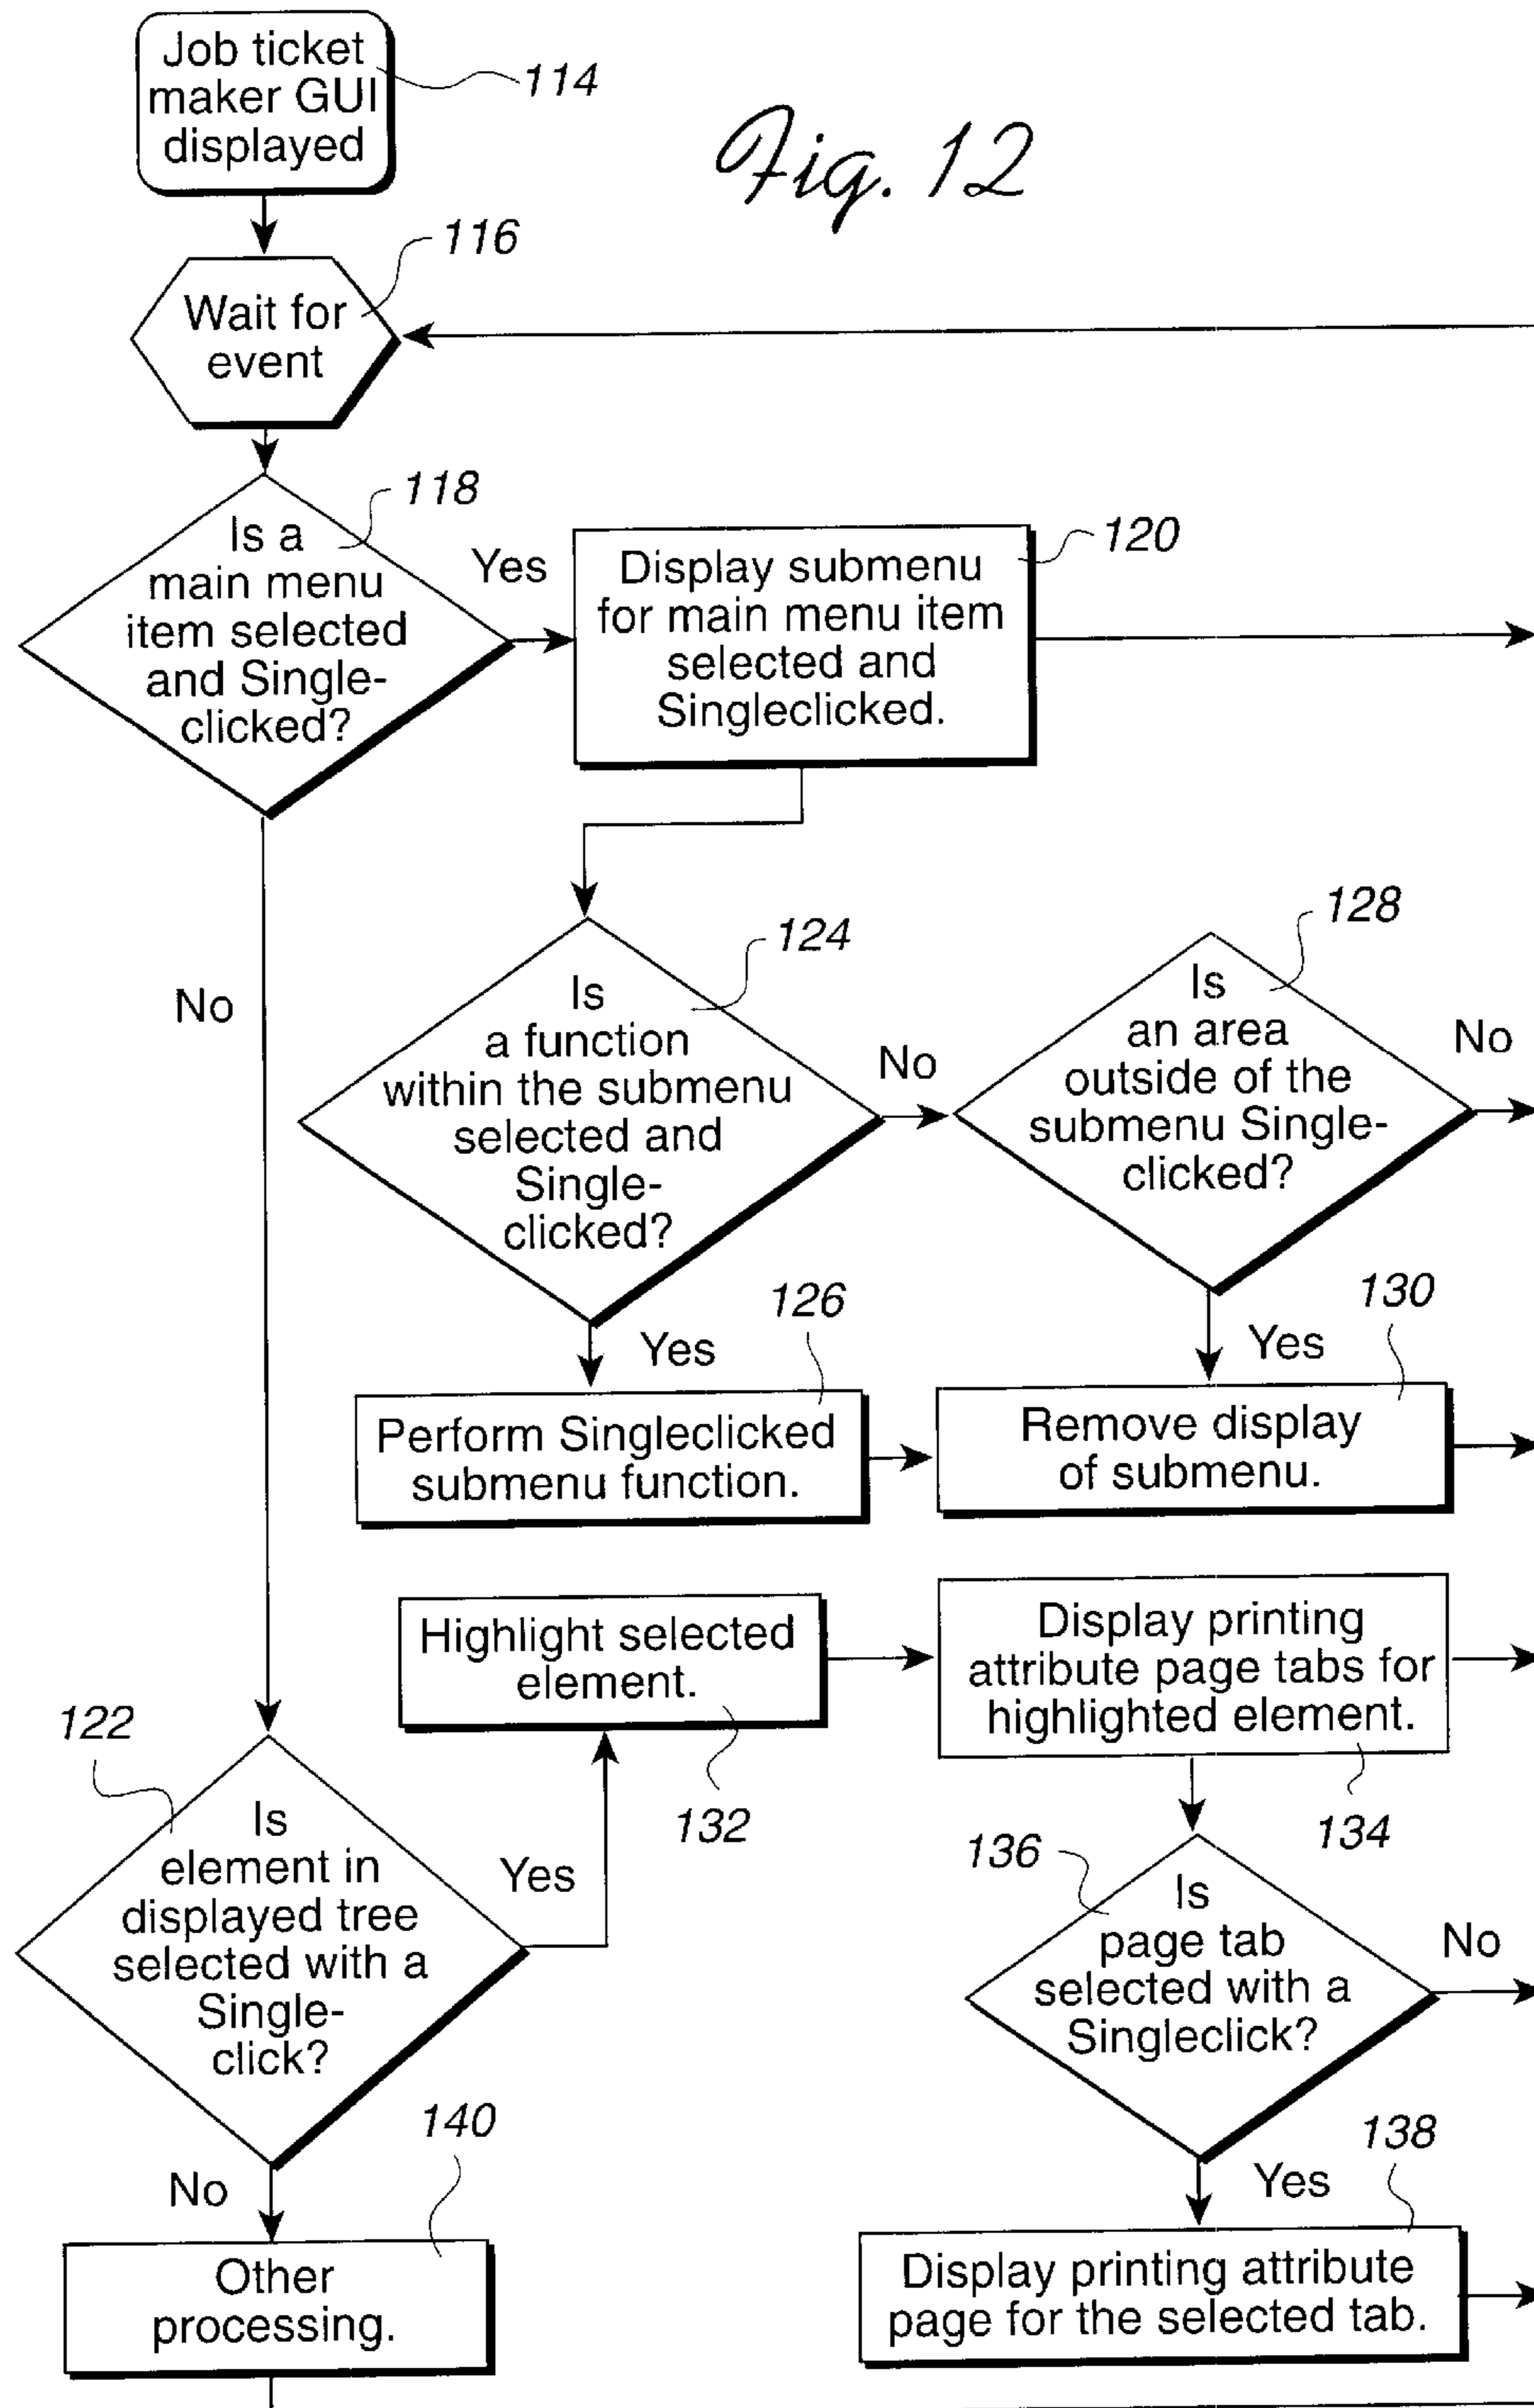 Job ticket
maker GUI
displayed
114
Fig. 12
116
Wait for
event
118
Is a
main menu
item selected
and Single-
clicked?
Yes
120
Display submenu
for main menu item
selected and
Singleclicked.
No
124
Is
a function
within the submenu
selected and
Single-
clicked?
No
128
Is
an area
outside of the
submenu Single-
clicked?
No
126
Yes
130
Yes
Perform Singleclicked
submenu function.
Remove display
of submenu.
Highlight selected
element.
132
Display printing
attribute page tabs for
highlighted element.
134
122
Is
element in
displayed tree
selected with a
Single-
click?
Yes
136
Is
page tab
selected with a
Singleclick?
No
140
No
138
Yes
Other
processing.
Display printing attribute
page for the selected tab.